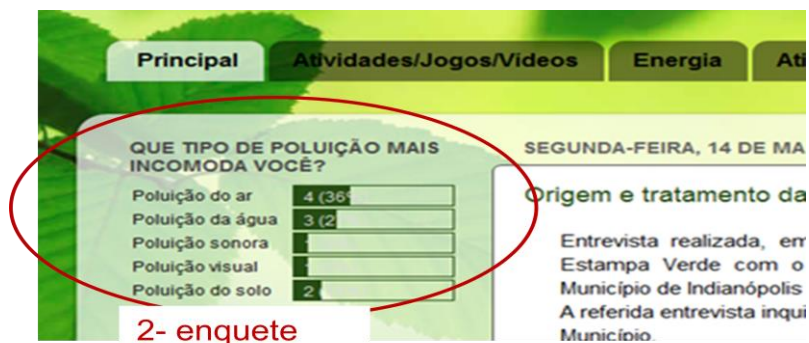 Principal
Atividades/Jogos/Vídeos
Energia
QUE TIPO DE POLUIÇÃO MAIS
INCOMODA VOCÊ?
Poluição do ar 4 (36%
Poluição da água 3 (2
Poluição sonora
Poluição visual
Poluição do solo 2
2- enquete
SEGUNDA-FEIRA, 14 DE
Origem e tratamento da
Entrevista realizada, em
Estampa Verde com o
Município de Indianópolis
A referida entrevista
Município.